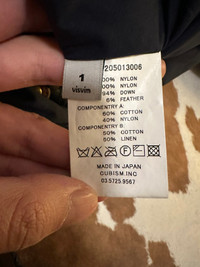 205013006
1
visvim
00% NYLON
00% NYLON
94% DOWN
6% FEATHER
COMPONENTRY A:
60% COTTON
40% NYLON
COMPONENTRY B:
50% COTTON
50% LINEN
MADE IN JAPAN
CUBISM INC.
03-5725.9567